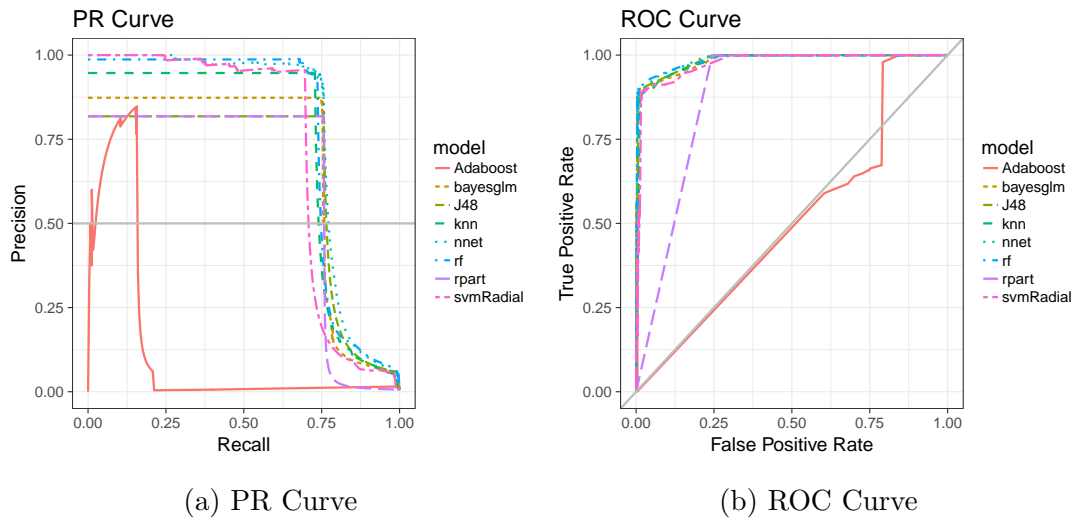 PR Curve
1.00
0.75
0.50
0.25
0.00
Precision
0.00 0.25 0.50 0.75 1.00
Recall
model
Adaboost
bayesglm
J48
knn
nnet
rf
rpart
svmRadial
(a) PR Curve
ROC Curve
1.00
0.75
0.50
0.25
0.00
True Positive Rate
0.00 0.25 0.50 0.75 1.00
False Positive Rate
model
Adaboost
bayesglm
J48
knn
nnet
rf
rpart
svmRadial
(b) ROC Curve